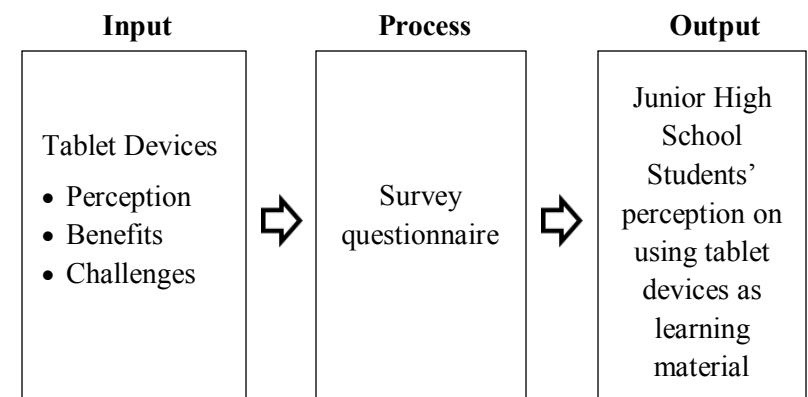 Input
Process
Output
Tablet Devices
• Perception
• Benefits
• Challenges
Survey
questionnaire
Junior High
School
Students’
perception on
using tablet
devices as
learning
material